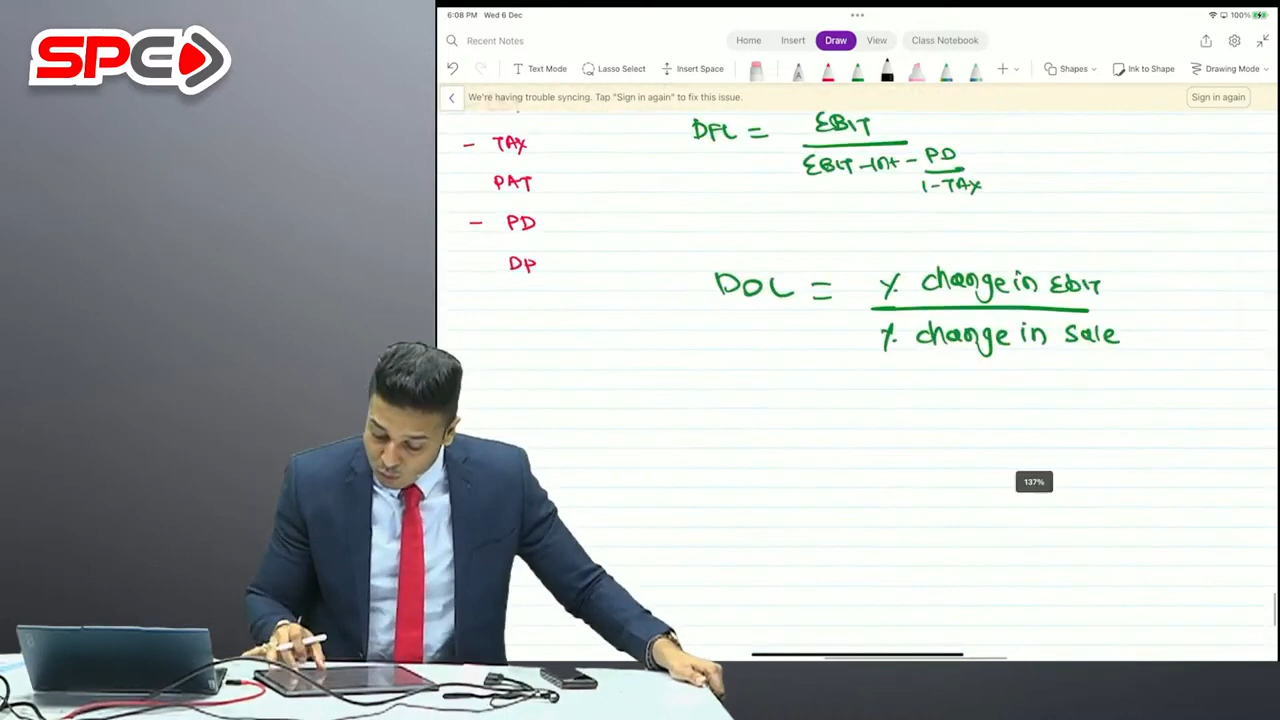 SPE
6:08 PM Wed 6 Dec
100%
Recent Notes
Home Insert Draw View Class Notebook
Text Mode Lasso Select Insert Space Shapes Ink to Shape Drawing Mode
We're having trouble syncing. Tap "Sign in again" to fix this issue. Sign in again
- TAX
PAT
- PD
DP
DFL = EBIT
EBIT - Int - PD
1 - TAX
DOL = % change in EBIT
% change in Sale
137%